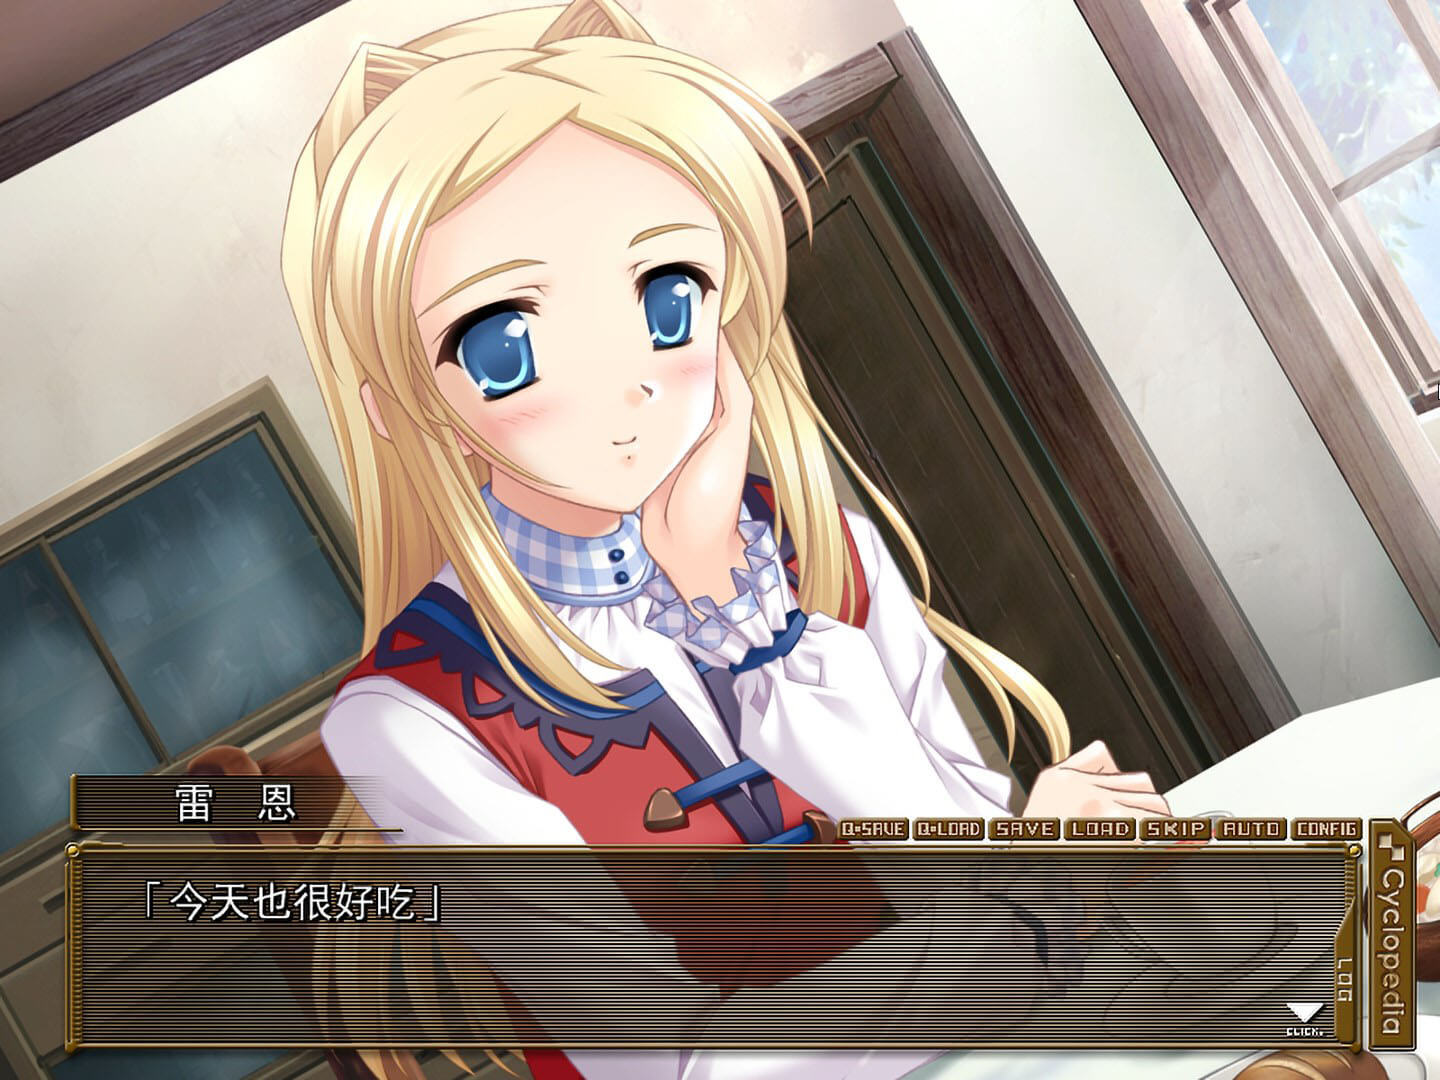 雷　恩
Q•SAVE Q•LOAD SAVE LOAD SKIP AUTO CONFIG
「今天也很好吃」
Cyclopedia
LOG
CLICK.